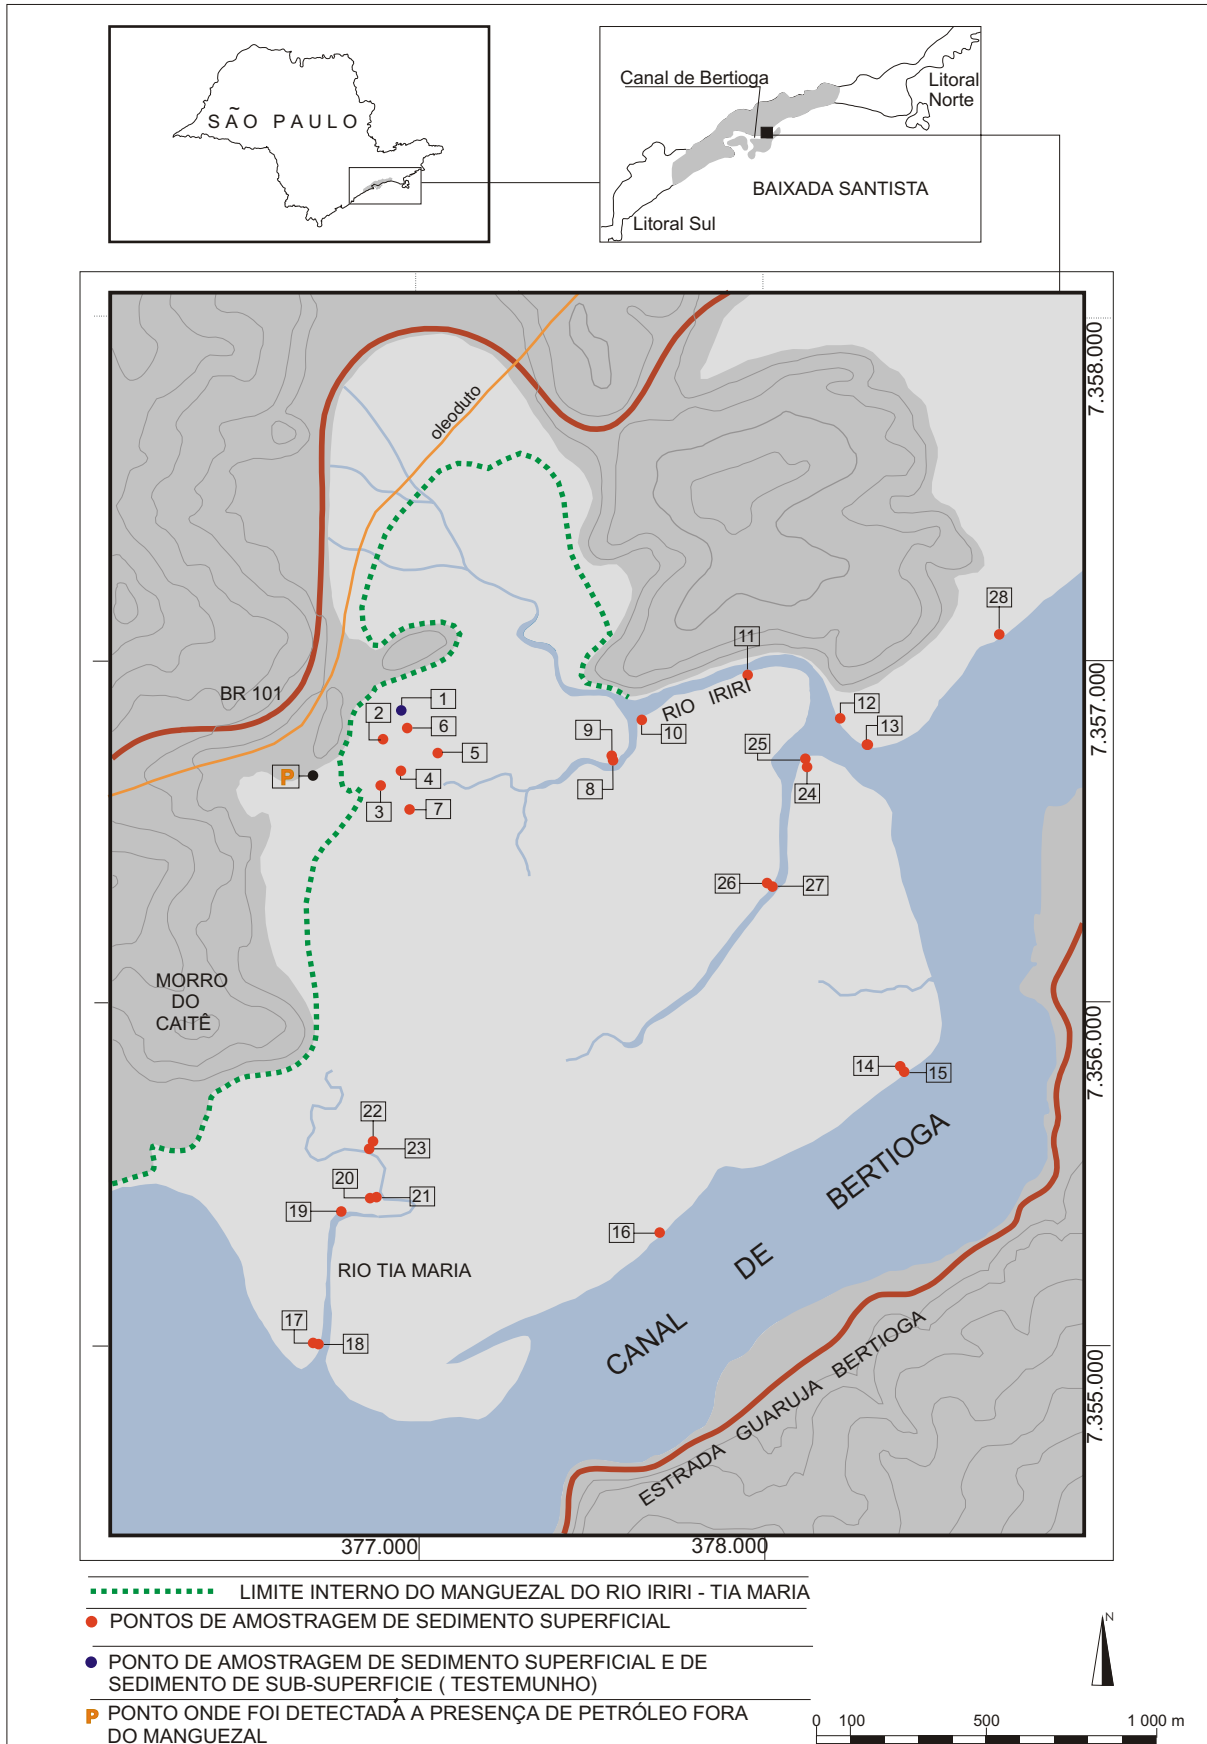 SÃO PAULO
Canal de Bertioga
Litoral
Norte
BAIXADA SANTISTA
Litoral Sul
7.358.000
oleoduto
28
11
BR 101
1
2
6
RIO IRIRI
12
9
10
13
5
25
P
4
8
24
3
7
7.357.000
26
27
MORRO
DO
CAITÊ
14
15
7.356.000
22
23
BERTIOGA
20
21
19
16
DE
RIO TIA MARIA
17
18
CANAL
ESTRADA GUARUJA BERTIOGA
7.355.000
377.000
378.000
LIMITE INTERNO DO MANGUEZAL DO RIO IRIRI - TIA MARIA
PONTOS DE AMOSTRAGEM DE SEDIMENTO SUPERFICIAL
PONTO DE AMOSTRAGEM DE SEDIMENTO SUPERFICIAL E DE
SEDIMENTO DE SUB-SUPERFICIE ( TESTEMUNHO)
P PONTO ONDE FOI DETECTADA A PRESENÇA DE PETRÓLEO FORA
DO MANGUEZAL
N
0 100 500 1 000 m